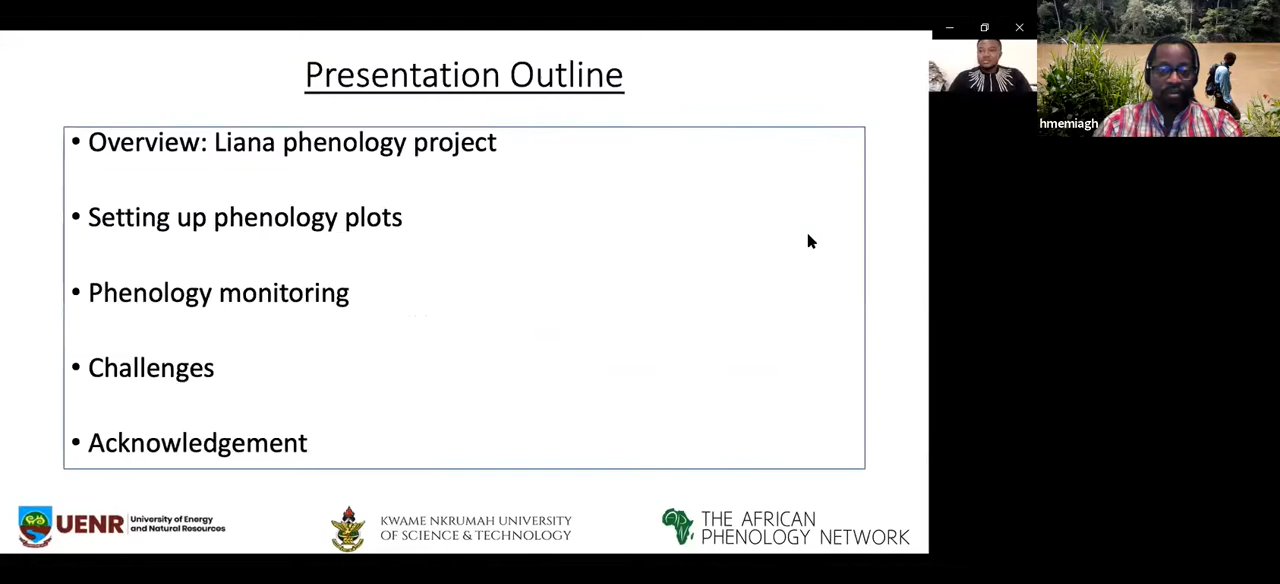 Presentation Outline
• Overview: Liana phenology project
• Setting up phenology plots
• Phenology monitoring
• Challenges
• Acknowledgement
UENR
University of Energy
and Natural Resources
KWAME NKRUMAH UNIVERSITY
OF SCIENCE & TECHNOLOGY
THE AFRICAN
PHENOLOGY NETWORK
hmemiagh